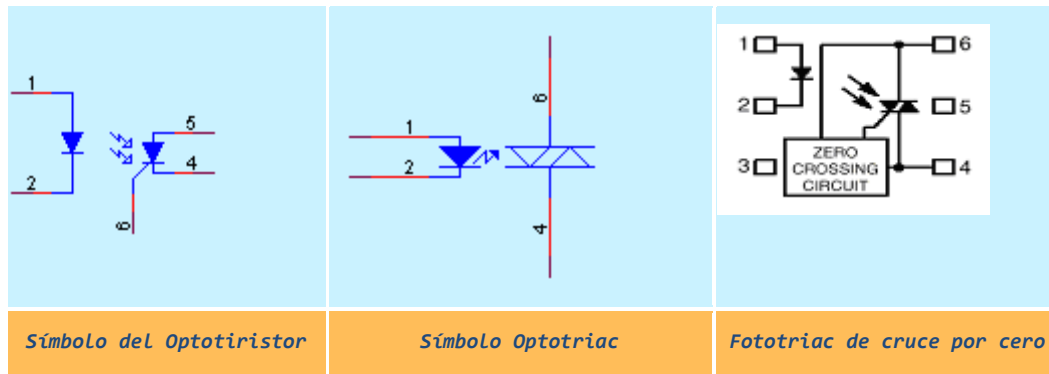 1
2
5
4
6
1
2
6
4
1
2
3
6
5
4
ZERO
CROSSING
CIRCUIT
Símbolo del Optotiristor
Símbolo Optotriac
Fototriac de cruce por cero